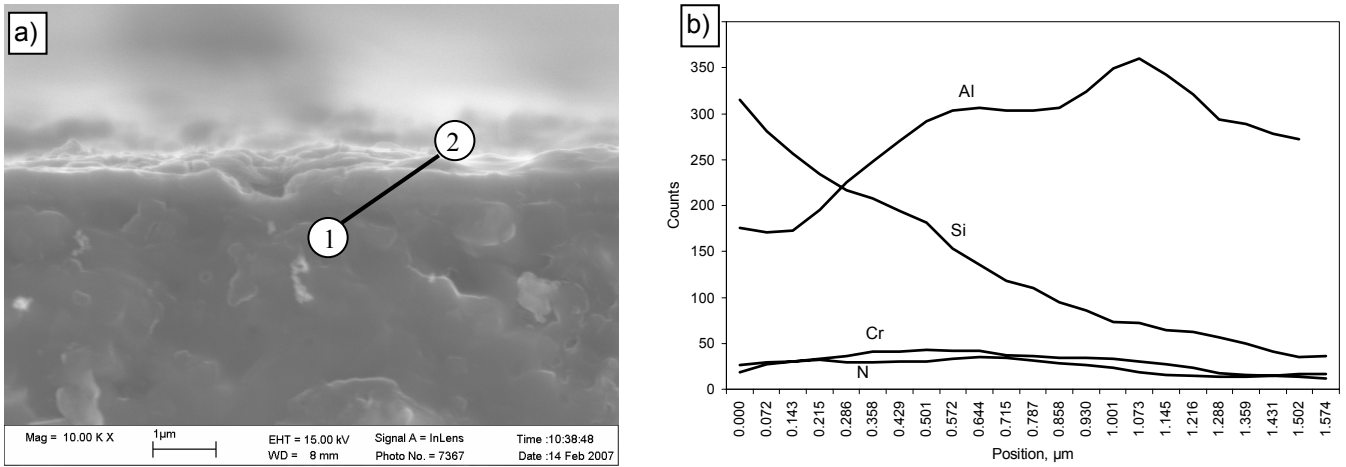 a)
2
1
Mag = 10.00 K X
1µm
EHT = 15.00 kV
WD = 8 mm
Signal A = InLens
Photo No. = 7367
Time :10:38:48
Date :14 Feb 2007
b)
400
350
300
250
200
150
100
50
0
Counts
Al
Si
Cr
N
0.000
0.072
0.143
0.215
0.286
0.358
0.429
0.501
0.572
0.644
0.715
0.787
0.858
0.930
1.001
1.073
1.145
1.216
1.288
1.359
1.431
1.502
1.574
Position, µm